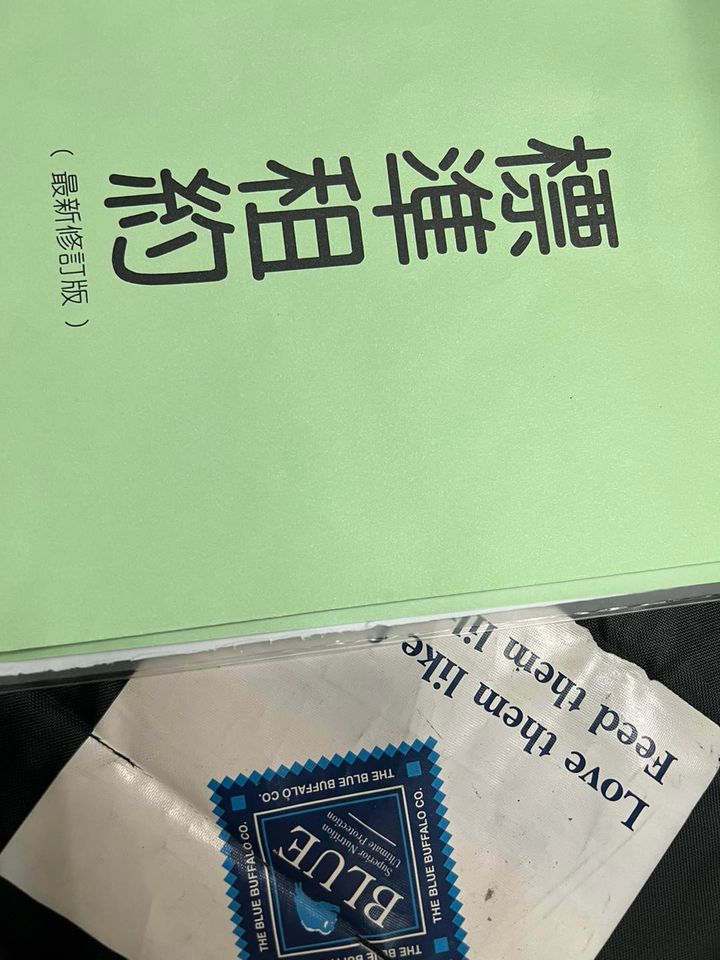 標準租約
（最新修訂版）
Love them like
Feed them
THE BLUE BUFFALO CO.
THE BLUE BUFFALO CO.
THE BLUE BUFFALO CO.
BLUE
Superior Nutrition
Ultimate Protection